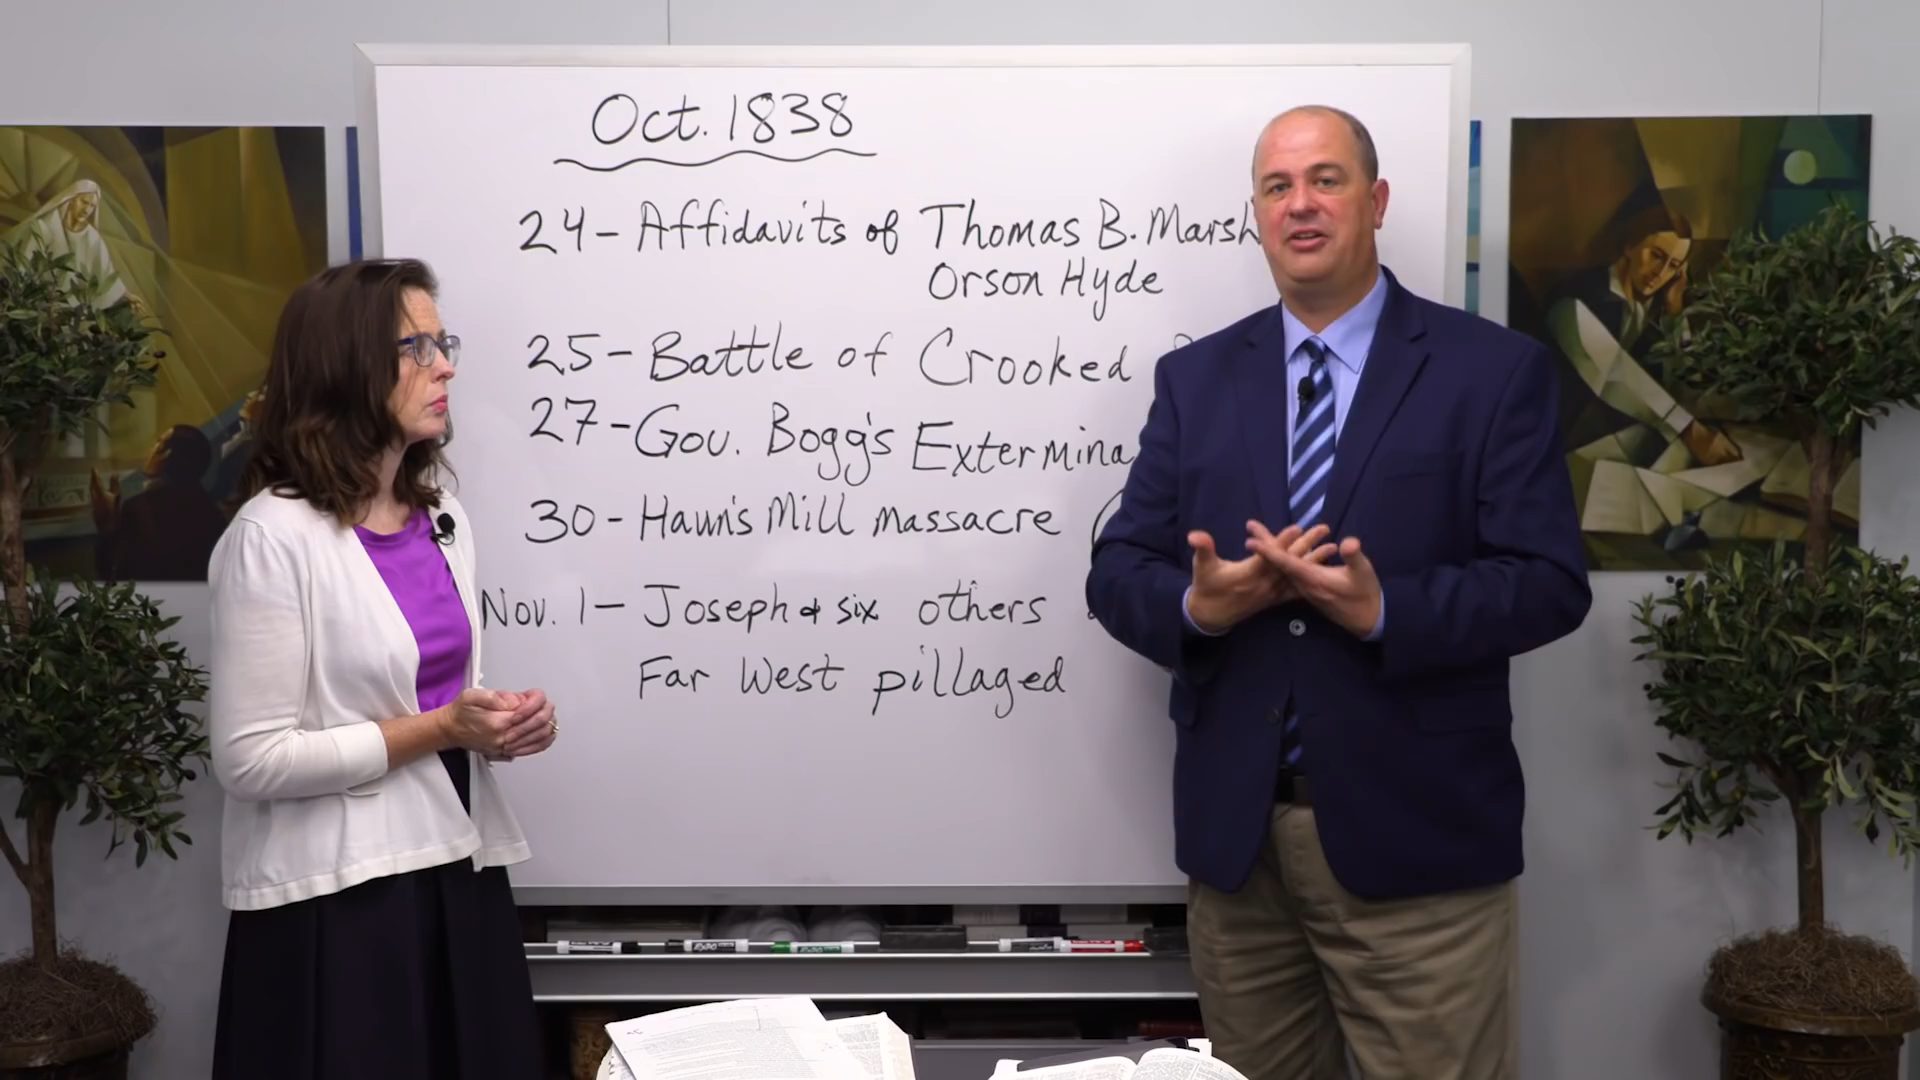 Oct. 1838
24- Affidavits of Thomas B. Marsh
Orson Hyde
25- Battle of Crooked
27- Gov. Bogg's Extermina
30- Hawn's Mill massacre (
Nov. 1- Joseph & six others
Far West pillaged
EXPO